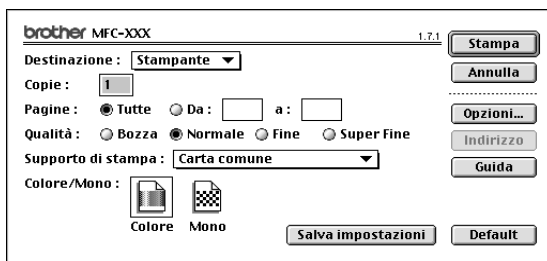 brother MFC-XXX 1.7.1
Stampa
Destinazione : Stampante
Annulla
Copie : 1
Pagine : Tutte Da : a :
Opzioni...
Qualità : Bozza Normale Fine Super Fine
Indirizzo
Supporto di stampa : Carta comune
Guida
Colore/Mono :
Colore Mono
Salva impostazioni Default